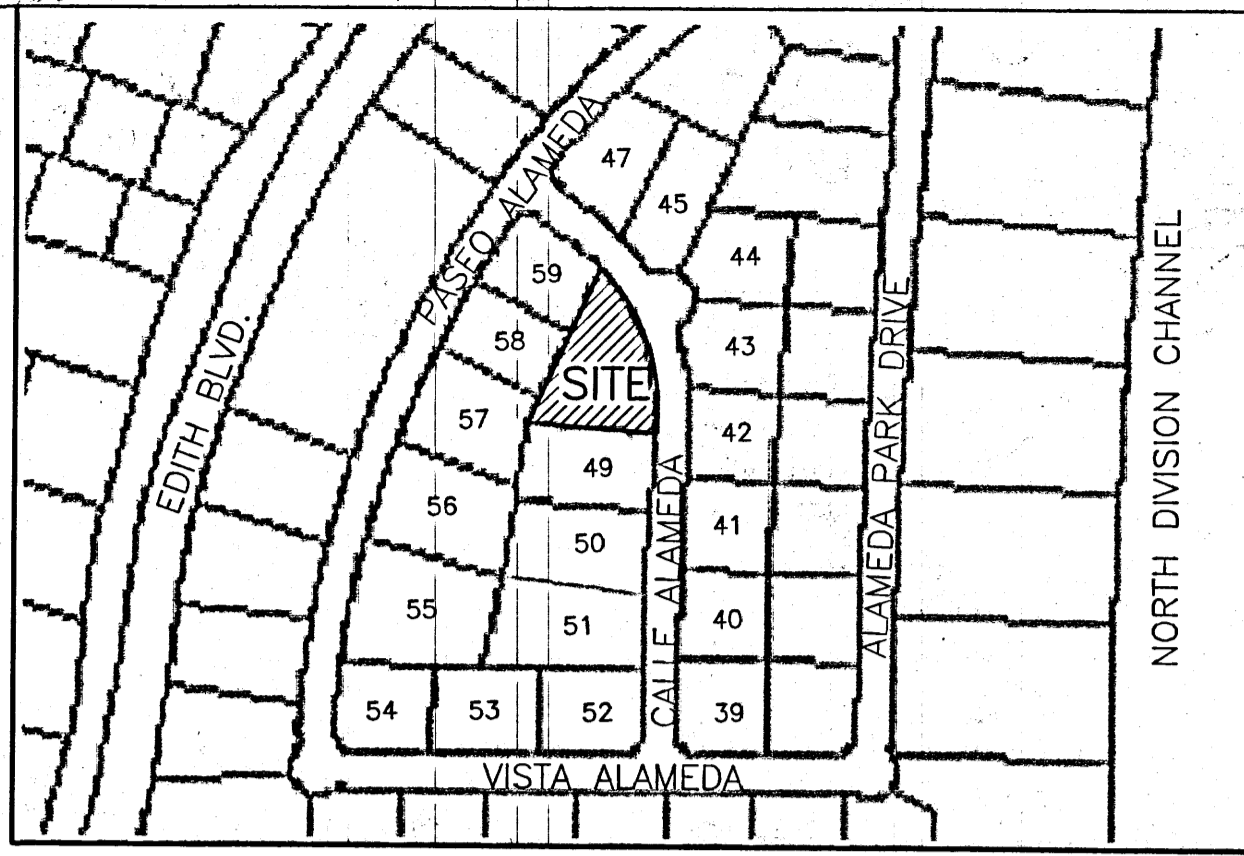 47
45
PASEO ALAMEDA
59
44
58
43
SITE
EDITH BLVD.
57
42
49
56
41
50
55
51
40
CALLE ALAMEDA
ALAMEDA PARK DRIVE
NORTH DIVISION CHANNEL
54
53
52
39
VISTA ALAMEDA